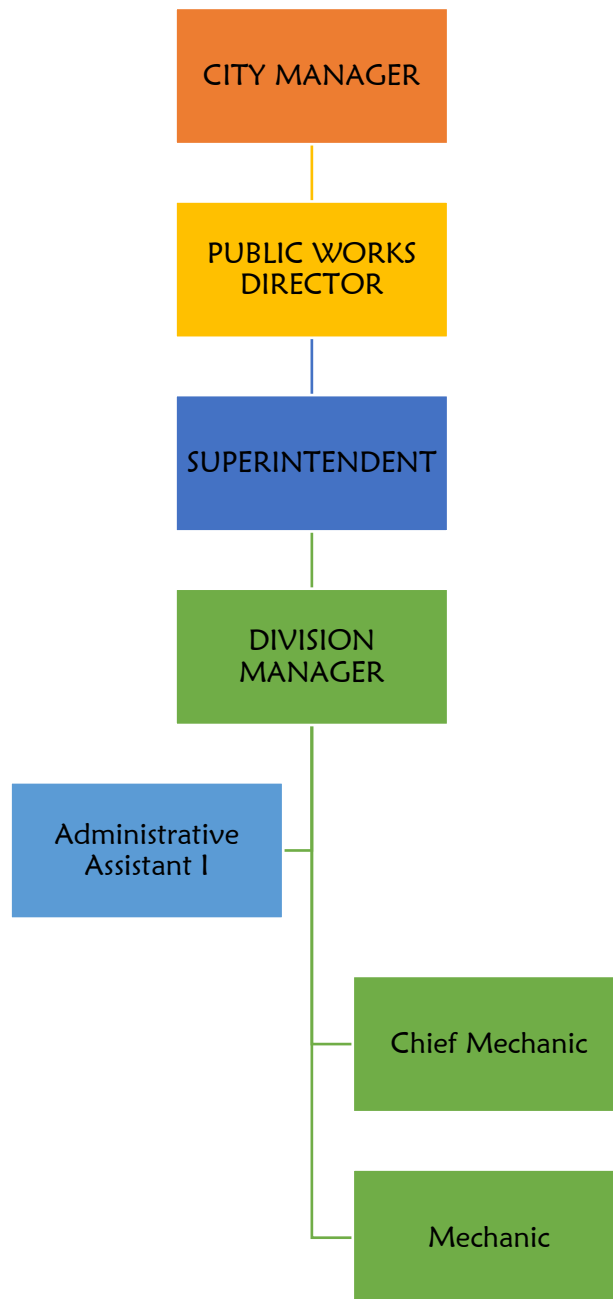 CITY MANAGER
PUBLIC WORKS
DIRECTOR
SUPERINTENDENT
DIVISION
MANAGER
Administrative
Assistant I
Chief Mechanic
Mechanic